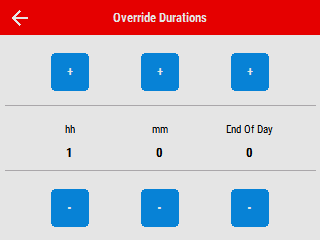 Override Durations
+ + +
hh mm End Of Day
1 0 0
- - -